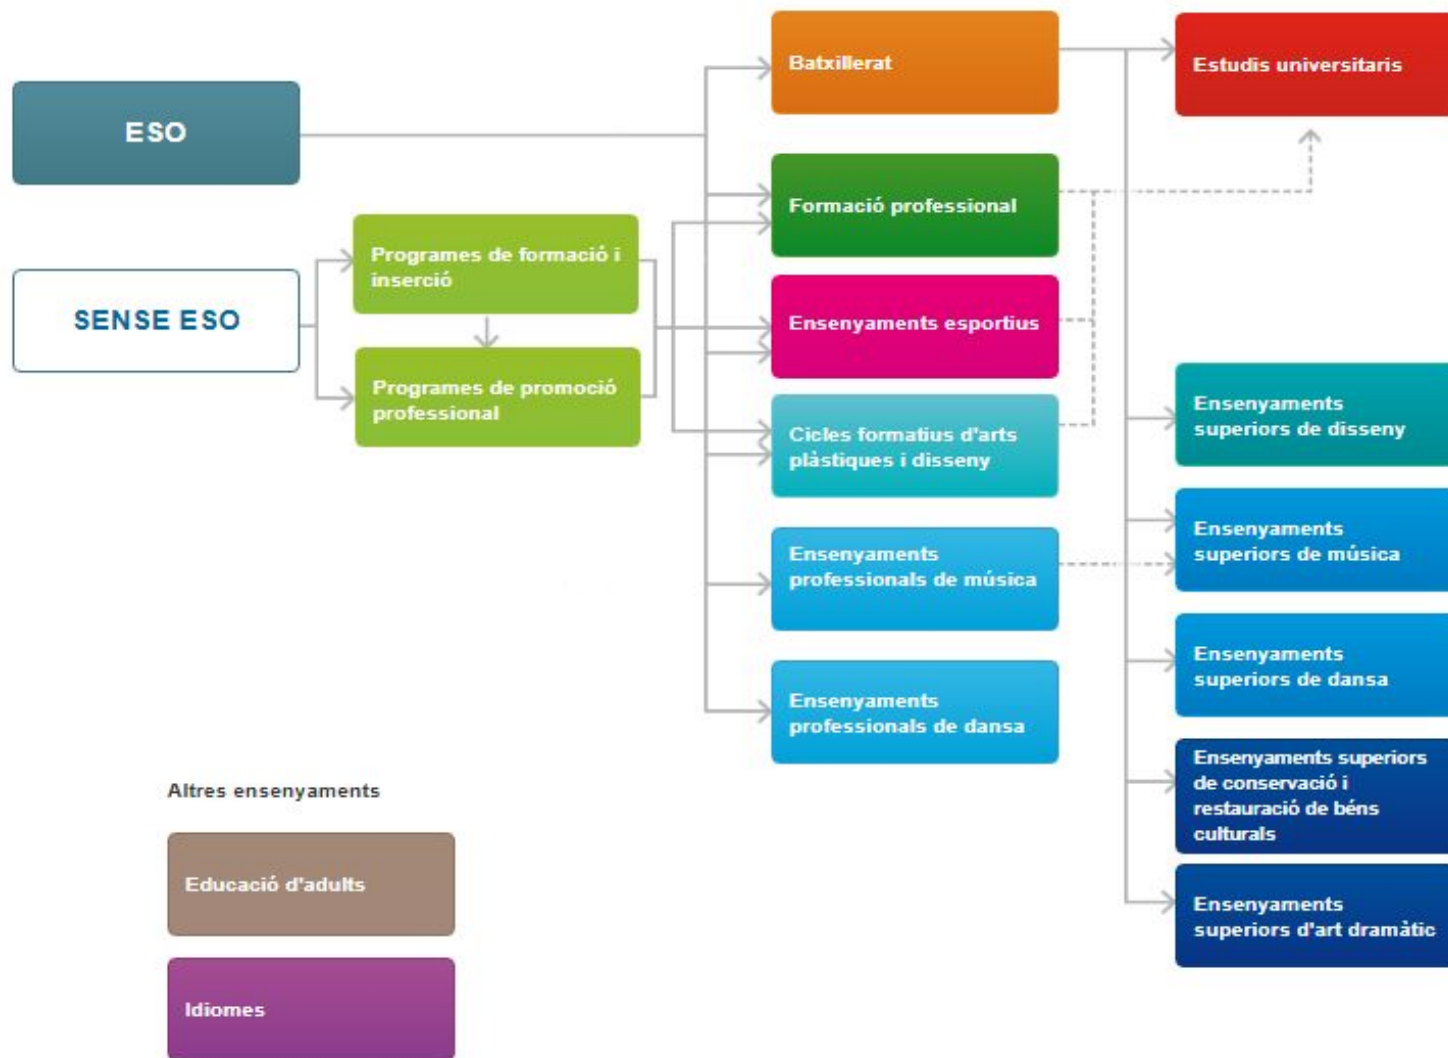 ESO
SENSE ESO
Programes de formació i
inserció
Programes de promoció
professional
Batxillerat
Formació professional
Ensenyaments esportius
Cicles formatius d'arts
plàstiques i disseny
Ensenyaments
professionals de música
Ensenyaments
professionals de dansa
Estudis universitaris
Ensenyaments
superiors de disseny
Ensenyaments
superiors de música
Ensenyaments
superiors de dansa
Ensenyaments superiors
de conservació i
restauració de béns
culturals
Ensenyaments
superiors d'art dramàtic
Altres ensenyaments
Educació d'adults
Idiomes